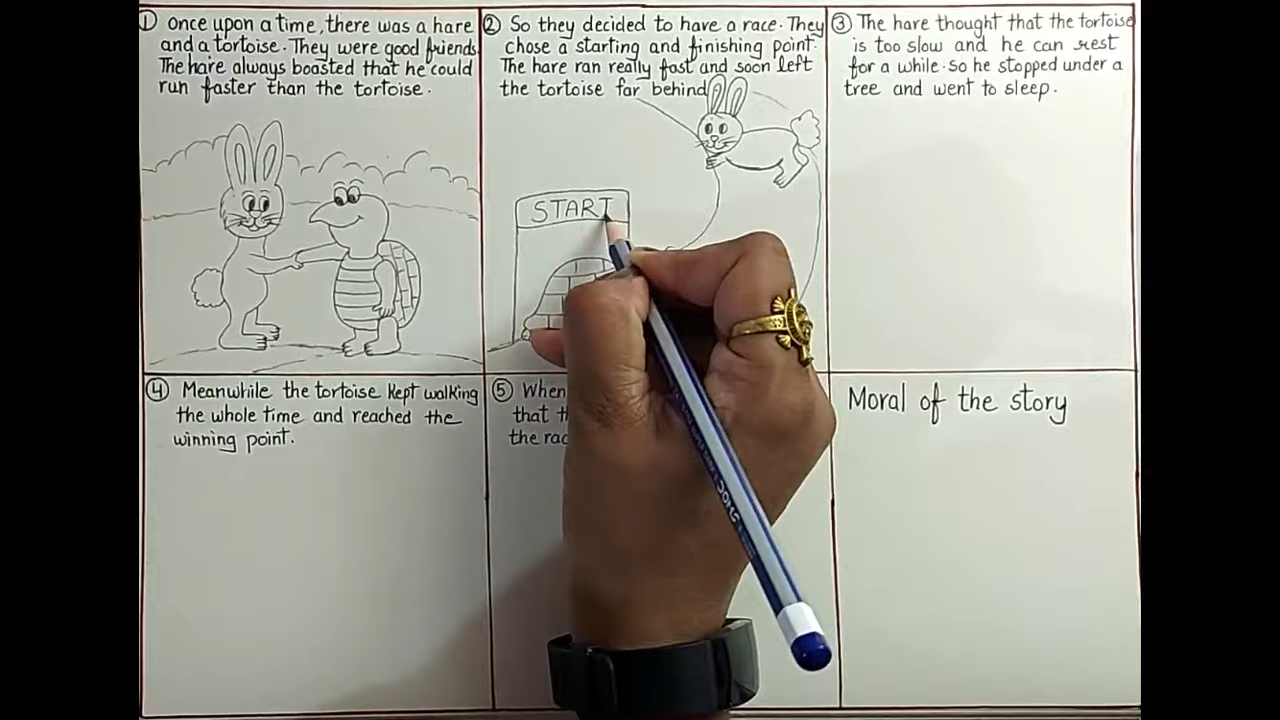 ① once upon a time, there was a hare
and a tortoise. They were good friends.
The hare always boasted that he could
run faster than the tortoise.
② So they decided to have a race. They
chose a starting and finishing point.
The hare ran really fast and soon left
the tortoise far behind
START
③ The hare thought that the tortoise
is too slow and he can rest
for a while. so he stopped under a
tree and went to sleep.
④ Meanwhile the tortoise kept walking
the whole time and reached the
winning point.
⑤ When
that
the
Moral of the story
DOMS